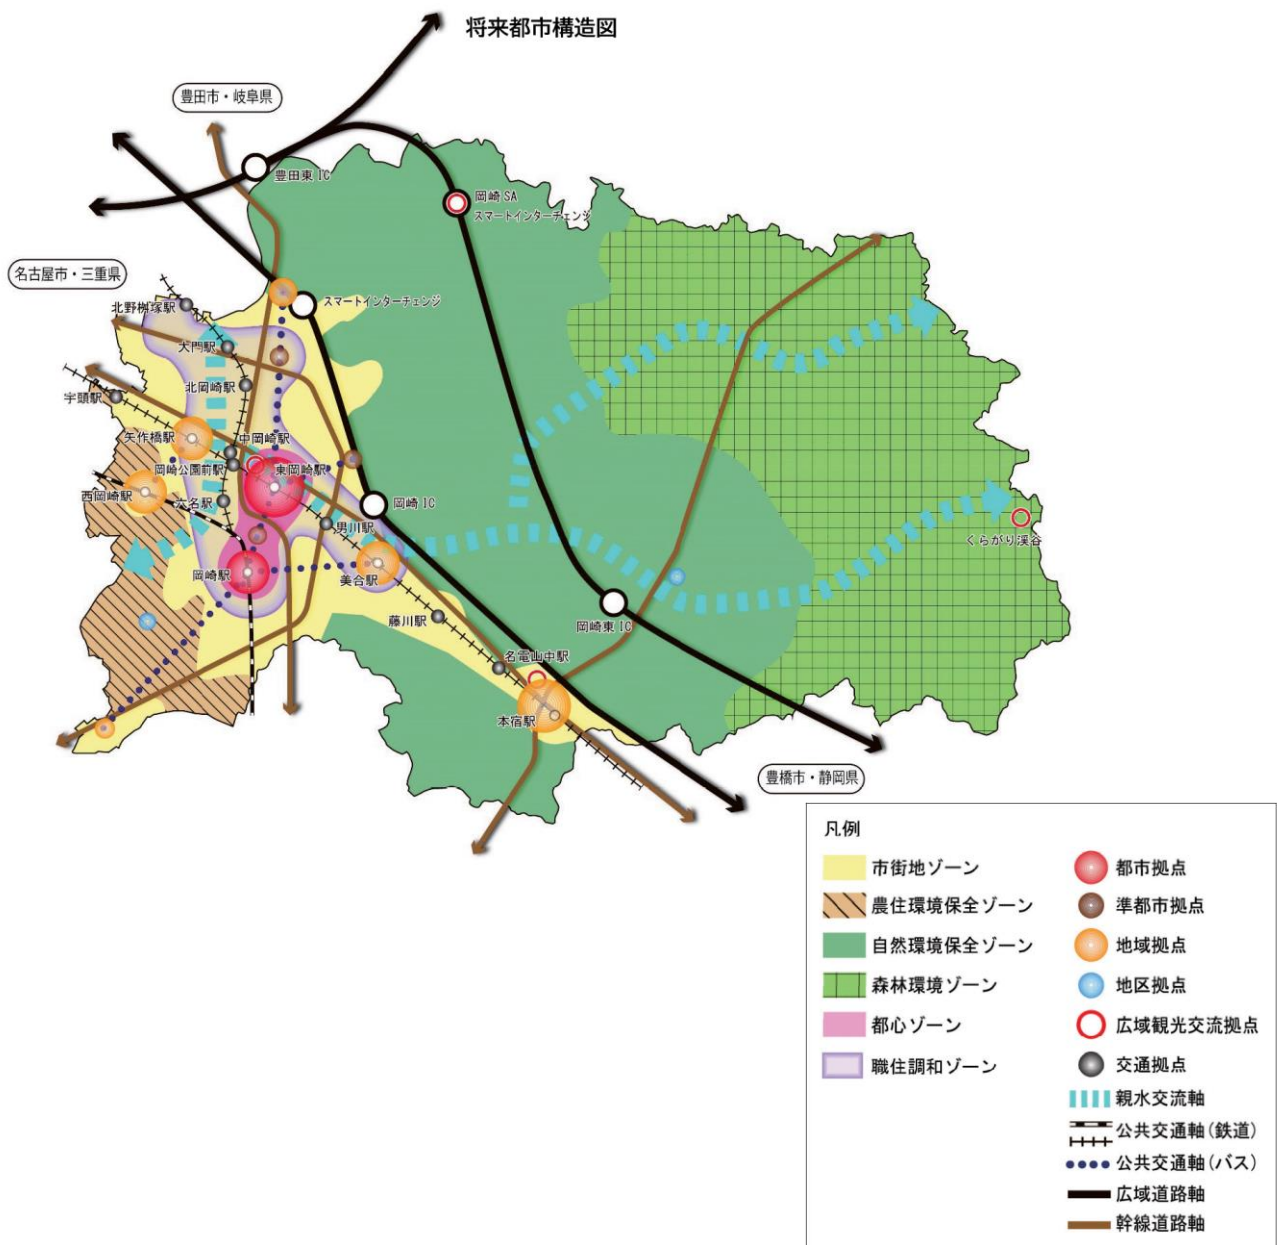 将来都市構造図
豊田市・岐阜県
豊田東IC
岡崎SA
スマートインターチェンジ
名古屋市・三重県
スマートインターチェンジ
北野桝塚駅
大門駅
北岡崎駅
宇頭駅
矢作橋駅
中岡崎駅
岡崎公園前駅
東岡崎駅
西岡崎駅
六名駅
岡崎IC
男川駅
くらがり渓谷
岡崎駅
美合駅
藤川駅
岡崎東IC
名電山中駅
本宿駅
豊橋市・静岡県
凡例
市街地ゾーン
農住環境保全ゾーン
自然環境保全ゾーン
森林環境ゾーン
都心ゾーン
職住調和ゾーン
都市拠点
準都市拠点
地域拠点
地区拠点
広域観光交流拠点
交通拠点
親水交流軸
公共交通軸(鉄道)
公共交通軸(バス)
広域道路軸
幹線道路軸